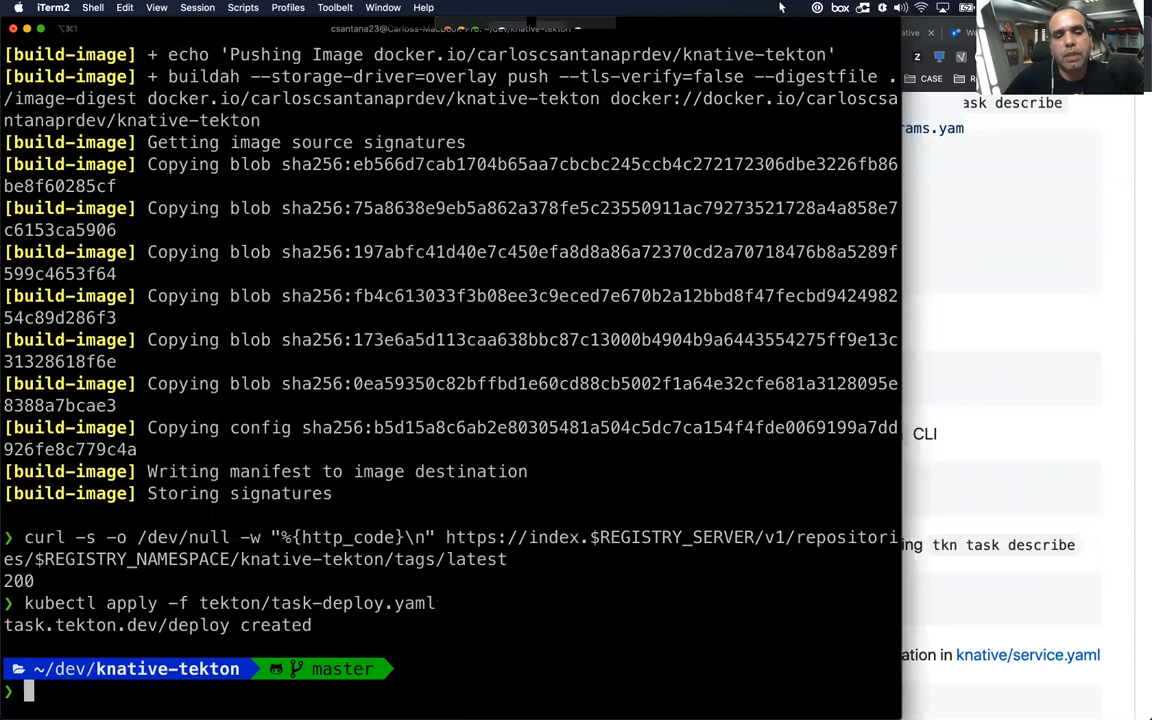 iTerm2 Shell Edit View Session Scripts Profiles Toolbelt Window Help
box
⌥⌘1
csantana23@Carloss-MacBook-
knative-tekton
[build-image] + echo 'Pushing Image docker.io/carloscsantanaprdev/knative-tekton'
[build-image] + buildah --storage-driver=overlay push --tls-verify=false --digestfile .
/image-digest docker.io/carloscsantanaprdev/knative-tekton docker://docker.io/carloscsa
ntanaprdev/knative-tekton
[build-image] Getting image source signatures
[build-image] Copying blob sha256:eb566d7cab1704b65aa7cbcbc245ccb4c272172306dbe3226fb86
be8f60285cf
[build-image] Copying blob sha256:75a8638e9eb5a862a378fe5c23550911ac79273521728a4a858e7
c6153ca5906
[build-image] Copying blob sha256:197abfc41d40e7c450efa8d8a86a72370cd2a70718476b8a5289f
599c4653f64
[build-image] Copying blob sha256:fb4c613033f3b08ee3c9eced7e670b2a12bbd8f47fecbd9424982
54c89d286f3
[build-image] Copying blob sha256:173e6a5d113caa638bbc87c13000b4904b9a6443554275ff9e13c
31328618f6e
[build-image] Copying blob sha256:0ea59350c82bffbd1e60cd88cb5002f1a64e32cfe681a3128095e
8388a7bcae3
[build-image] Copying config sha256:b5d15a8c6ab2e80305481a504c5dc7ca154f4fde0069199a7dd
926fe8c779c4a
[build-image] Writing manifest to image destination
[build-image] Storing signatures
❯ curl -s -o /dev/null -w "%{http_code}\n" https://index.$REGISTRY_SERVER/v1/repositori
es/$REGISTRY_NAMESPACE/knative-tekton/tags/latest
200
❯ kubectl apply -f tekton/task-deploy.yaml
task.tekton.dev/deploy created
~/dev/knative-tekton master
❯
CASE
ask describe
rams.yam
CLI
ing tkn task describe
ation in knative/service.yaml